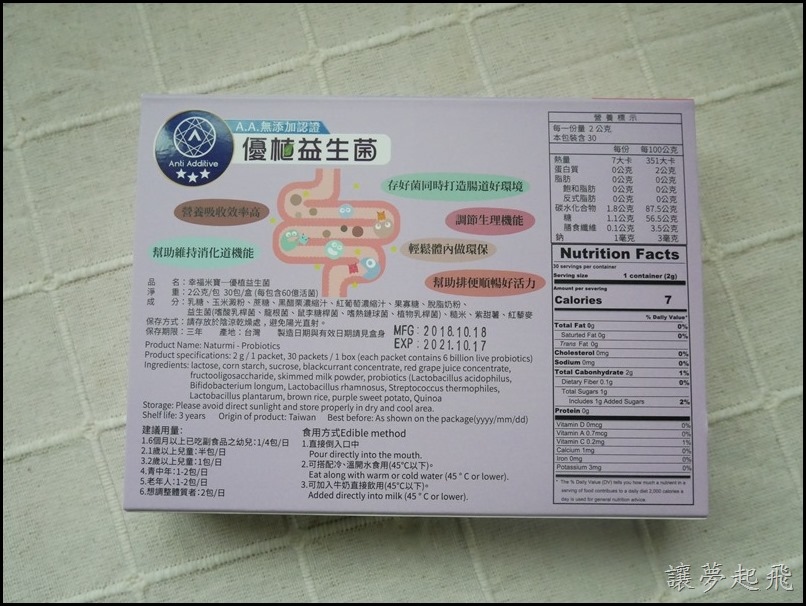 A.A.無添加認證
Anti Additive
優植益生菌
存好菌同時打造腸道好環境
營養吸收效率高
調節生理機能
幫助維持消化道機能
輕鬆體內做環保
幫助排便順暢好活力
品　名：幸福米寶－優植益生菌
淨　重：2公克/包 30包/盒 (每包含60億活菌)
成　分：乳糖、玉米澱粉、蔗糖、黑醋栗濃縮汁、紅葡萄濃縮汁、果寡糖、脫脂奶粉、
益生菌(嗜酸乳桿菌、龍根菌、鼠李糖桿菌、嗜熱鏈球菌、植物乳桿菌)、糙米、紫甜薯、紅藜麥
保存方式：請存放於陰涼乾燥處，避免陽光直射。
保存期限：三年　產地：台灣　製造日期與有效日期請見盒身
MFG : 2018.10.18
EXP : 2021.10.17
Product Name: Naturmi - Probiotics
Product specifications: 2 g / 1 packet, 30 packets / 1 box (each packet contains 6 billion live probiotics)
Ingredients: lactose, corn starch, sucrose, blackcurrant concentrate, red grape juice concentrate,
fructooligosaccharide, skimmed milk powder, probiotics (Lactobacillus acidophilus,
Bifidobacterium longum, Lactobacillus rhamnosus, Streptococcus thermophiles,
Lactobacillus plantarum, brown rice, purple sweet potato, Quinoa
Storage: Please avoid direct sunlight and store properly in dry and cool area.
Shelf life: 3 years　Origin of product: Taiwan　Best before: As shown on the package(yyyy/mm/dd)
建議用量:
1.6個月以上已吃副食品之幼兒:1/4包/日
2.1歲以上兒童:半包/日
3.2歲以上兒童:1包/日
4.青中年:1-2包/日
5.老年人:1-2包/日
6.想調整體質者:2包/日
食用方式Edible method
1.直接倒入口中
Pour directly into the mouth.
2.可搭配冷、溫開水食用(45°C以下)。
Eat along with warm or cold water (45 ° C or lower).
3.可加入牛奶直接飲用(45°C以下)。
Added directly into milk (45 ° C or lower).
營養標示
每一份量 2 公克
本包裝含 30
每份　每100公克
熱量　7大卡　351大卡
蛋白質　0公克　2公克
脂肪　0公克　0公克
飽和脂肪　0公克　0公克
反式脂肪　0公克　0公克
碳水化合物　1.8公克　87.5公克
糖　1.1公克　56.5公克
膳食纖維　0.1公克　3.5公克
鈉　1毫克　3毫克
Nutrition Facts
30 servings per container
Serving size　1 container (2g)
Amount per severing
Calories　7
% Daily Value*
Total Fat 0g　0%
Saturted Fat 0g　0%
Trans Fat 0g
Cholesterol 0mg　0%
Sodium 0mg　0%
Total Cabonhydrate 2g　1%
Dietary Fiber 0.1g　0%
Total Sugars 1g
Includes 1g Added Sugars　2%
Protein 0g
Vitamin D 0mcg　0%
Vitamin A 0.7mcg　0%
Vitamin C 0.2mg　1%
Calcium 1mg　0%
Iron 0mg　0%
Potassium 3mg　0%
* The % Daily Value (DV) tells you how much a nutrient in a
serving of food contributes to a daily diet 2,000 calories a
day is used for general nutrition advice.
讓夢起飛